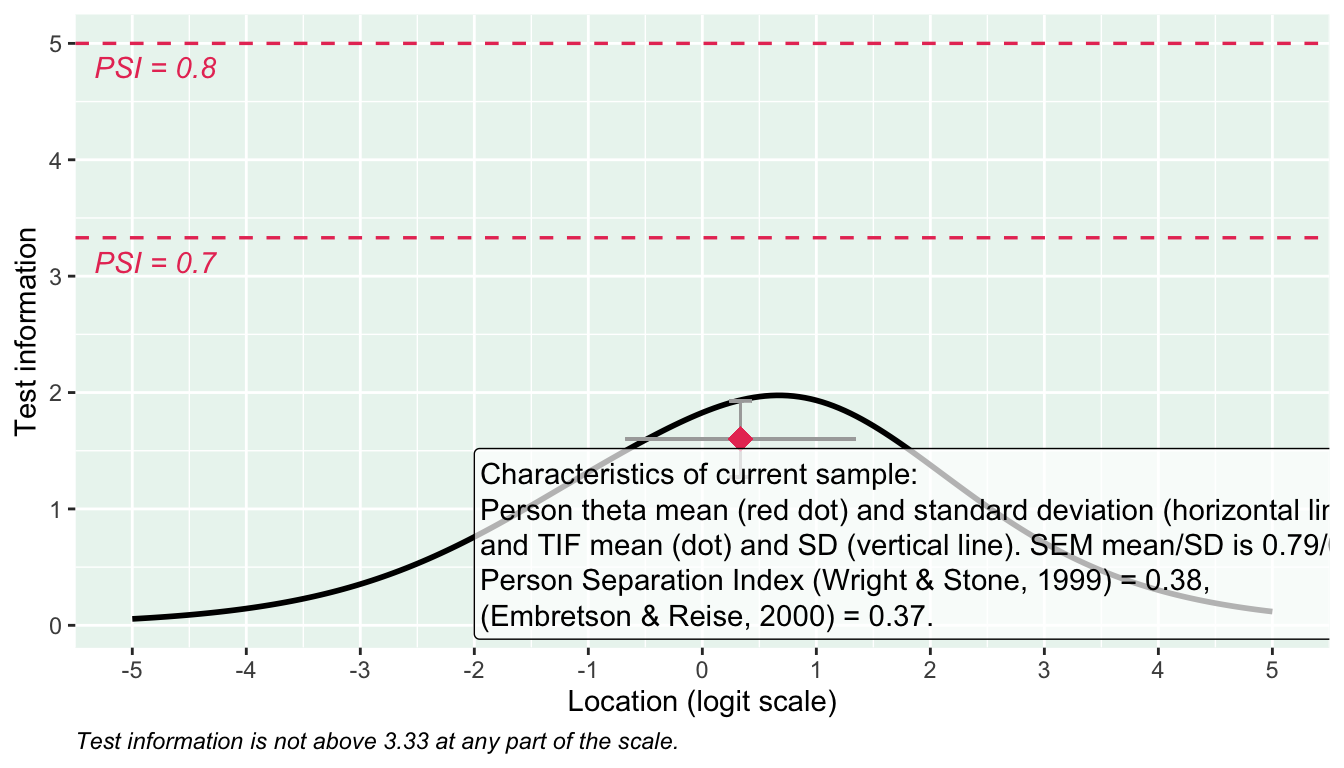 5
PSI = 0.8
4
PSI = 0.7
3
2
1
0
Test information
Characteristics of current sample:
Person theta mean (red dot) and standard deviation (horizontal
and TIF mean (dot) and SD (vertical line). SEM mean/SD is 0.79/
Person Separation Index (Wright & Stone, 1999) = 0.38,
(Embretson & Reise, 2000) = 0.37.
-5 -4 -3 -2 -1 0 1 2 3 4 5
Location (logit scale)
Test information is not above 3.33 at any part of the scale.